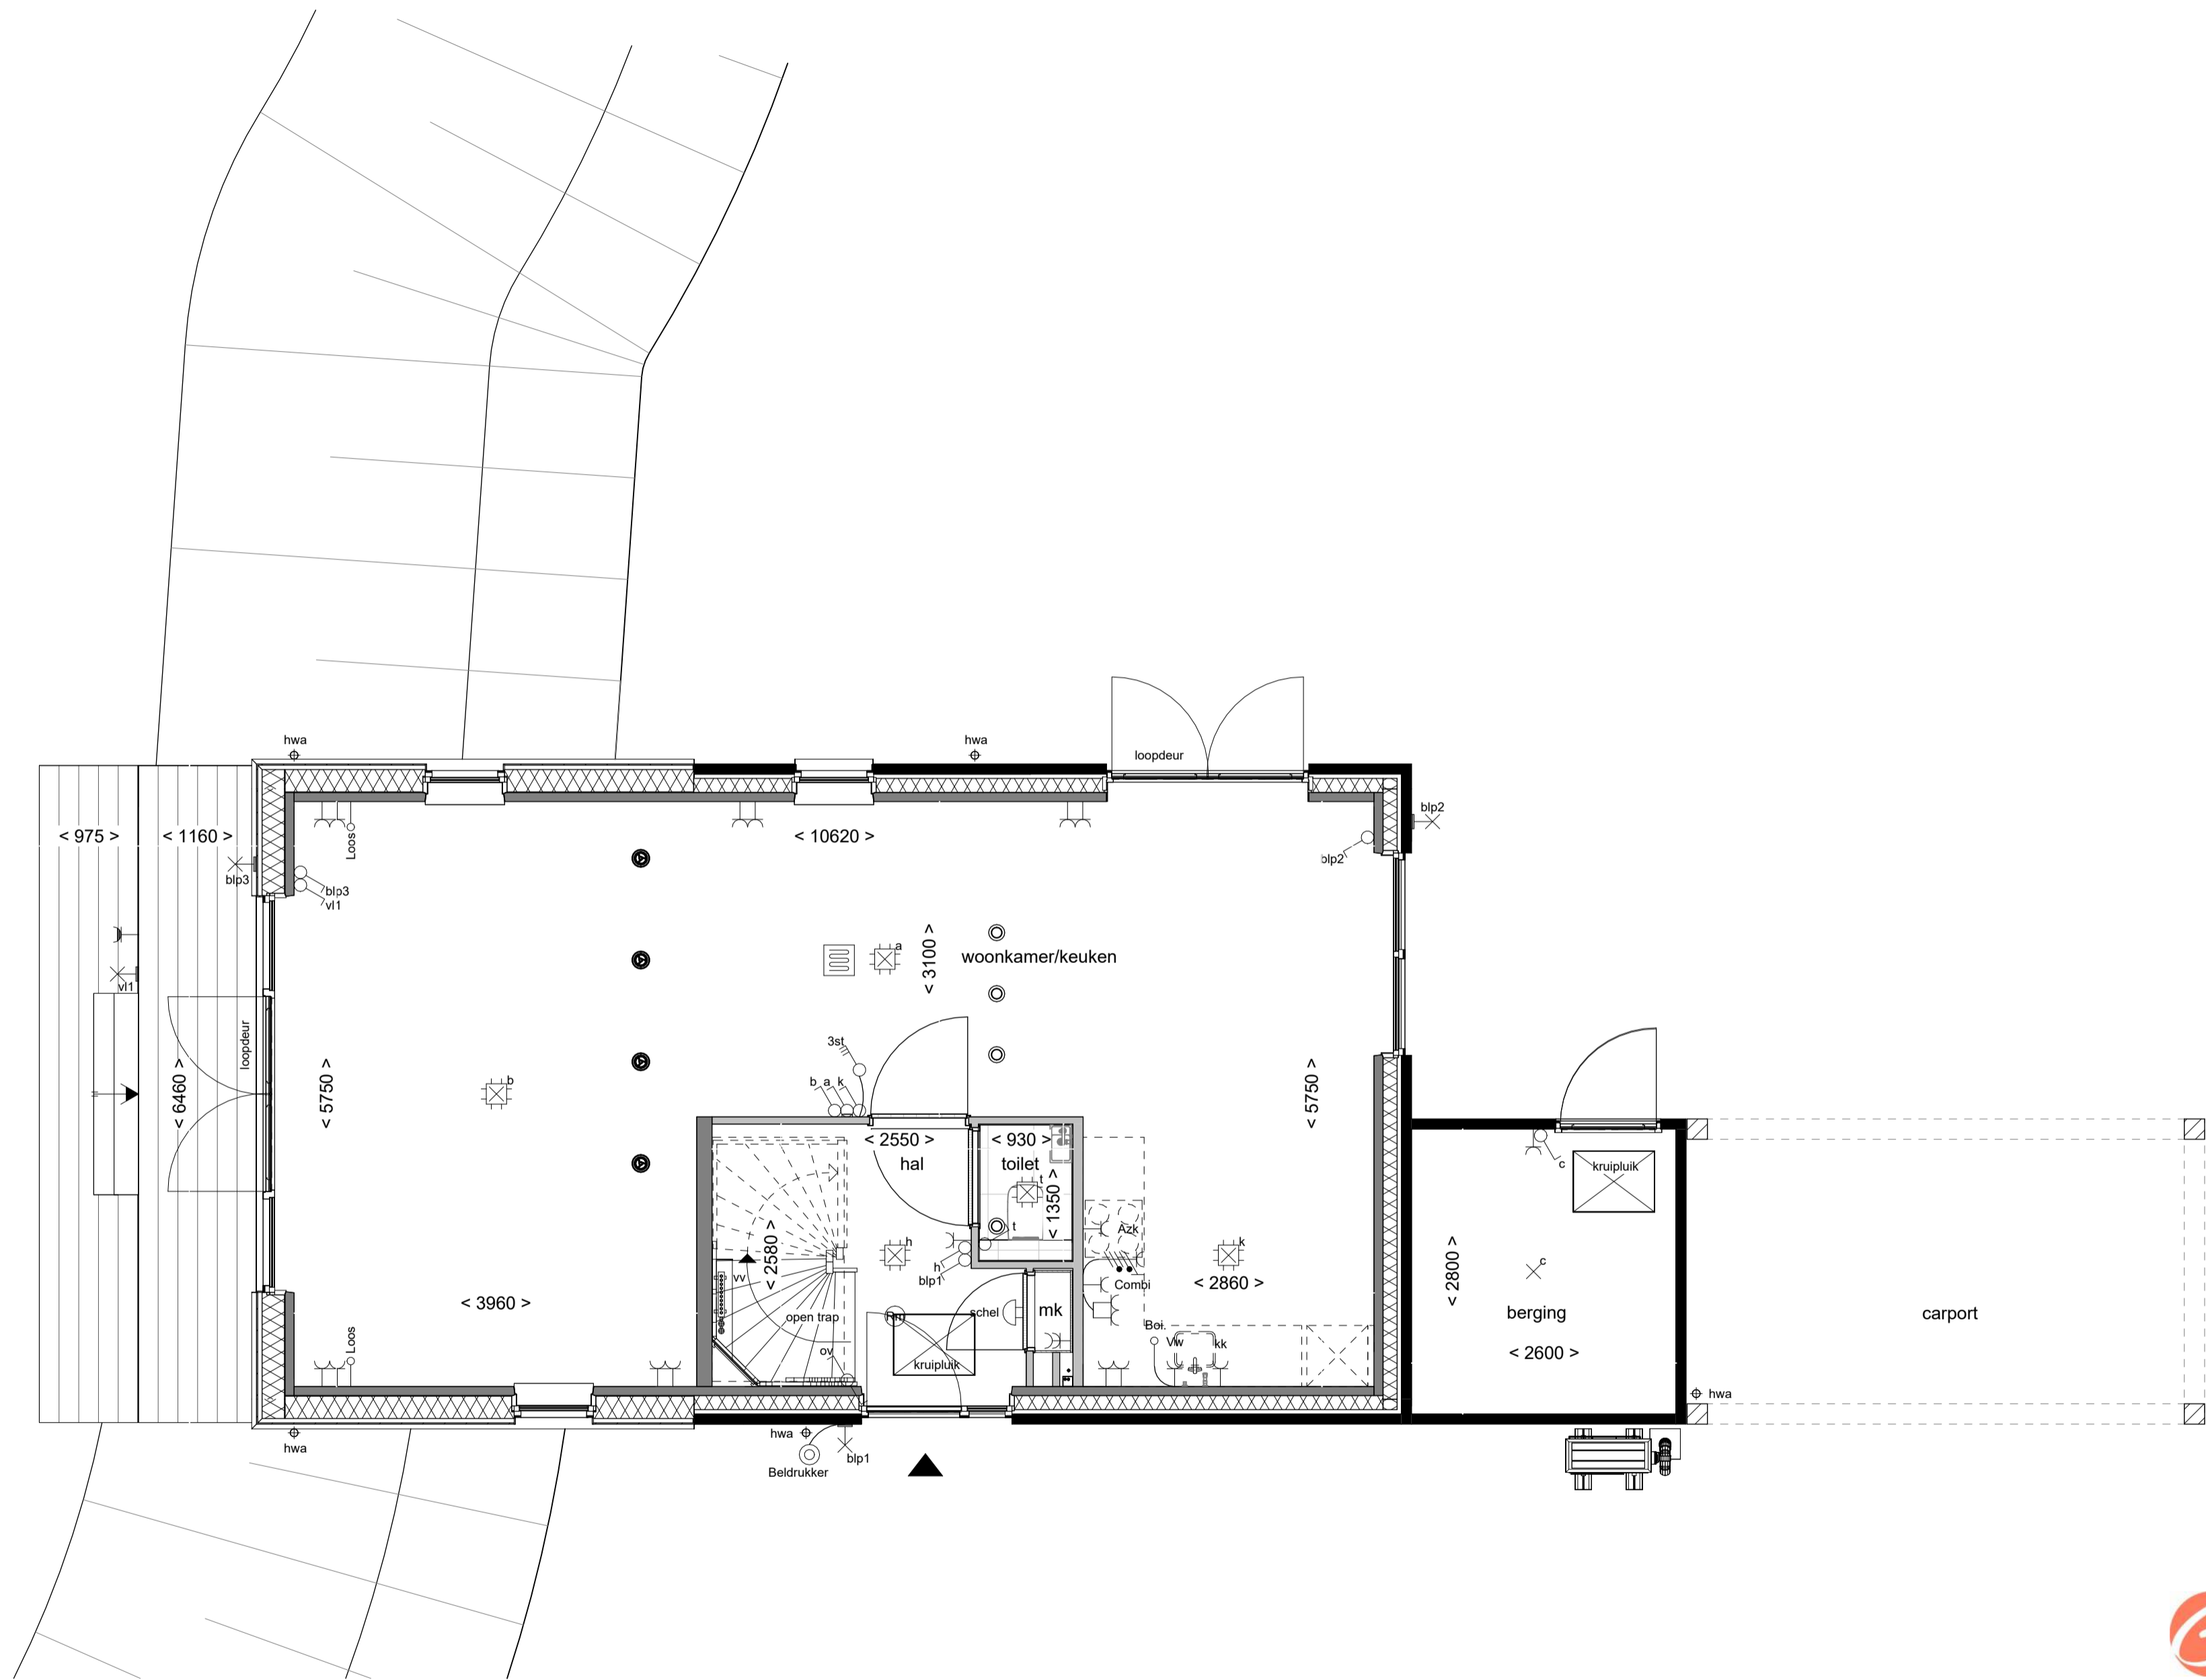 hwa
hwa
loopdeur
blp2
< 975 >
< 1160 >
Loos
< 10620 >
blp2
blp3
blp3
vl1
a
< 3100 >
woonkamer/keuken
vl1
loopdeur
3st
b
b a k
< 6460 >
< 5750 >
< 5750 >
< 2550 >
< 930 >
hal
toilet
c
kruipluik
t
< 1350 >
t
Azk
h
k
< 2580 >
h
blp1
vv
Combi
< 2860 >
< 2800 >
c
< 3960 >
open trap
Rm
schel
mk
berging
carport
Loos
Boi.
Vw
kk
ov
kruipluik
< 2600 >
hwa
hwa
hwa
blp1
Beldrukker